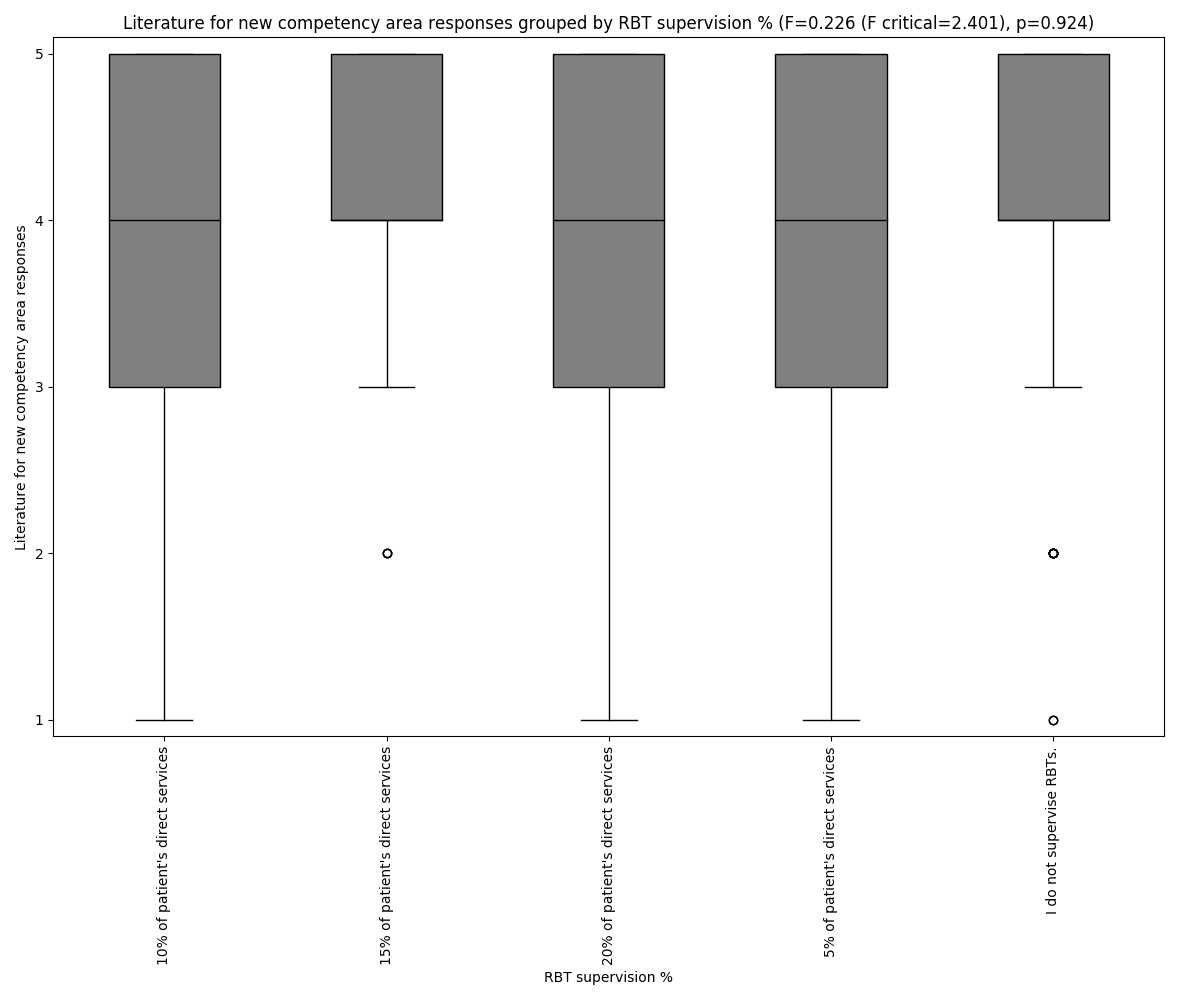 Literature for new competency area responses grouped by RBT supervision % (F=0.226 (F critical=2.401), p=0.924)
Literature for new competency area responses
5
4
3
2
1
10% of patient's direct services
15% of patient's direct services
20% of patient's direct services
5% of patient's direct services
I do not supervise RBTs.
RBT supervision %